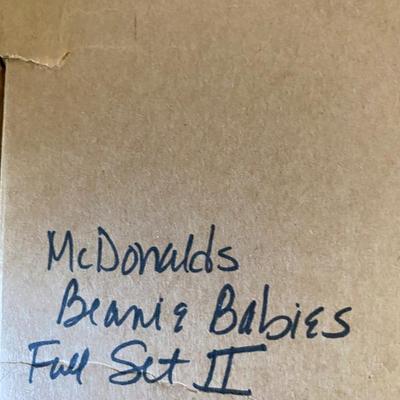 McDonalds
Beanie Babies
Full Set II